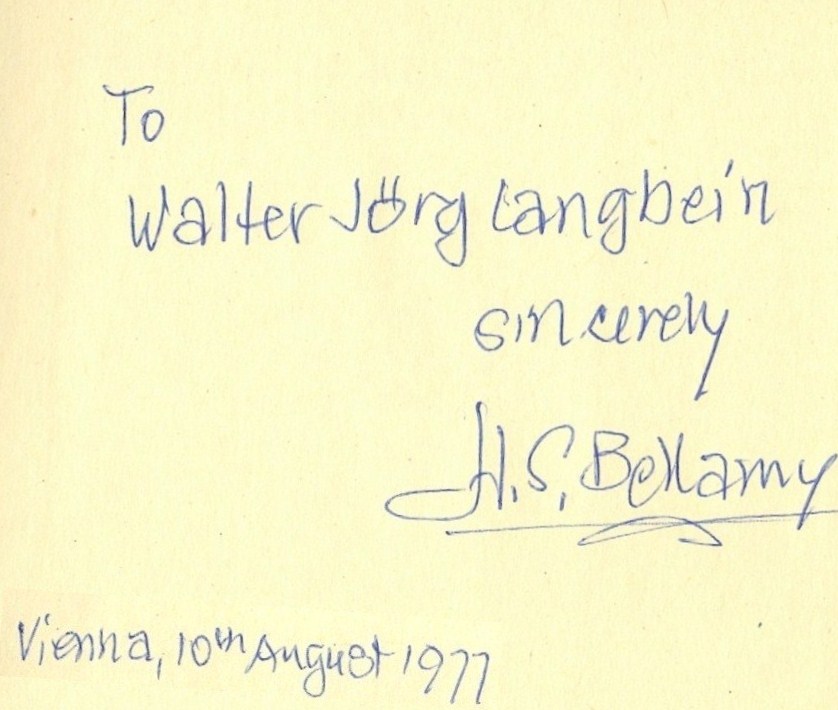 To
Walter Jörg Langbein
sincerely
H.S. Bellamy
Vienna, 10th August 1977